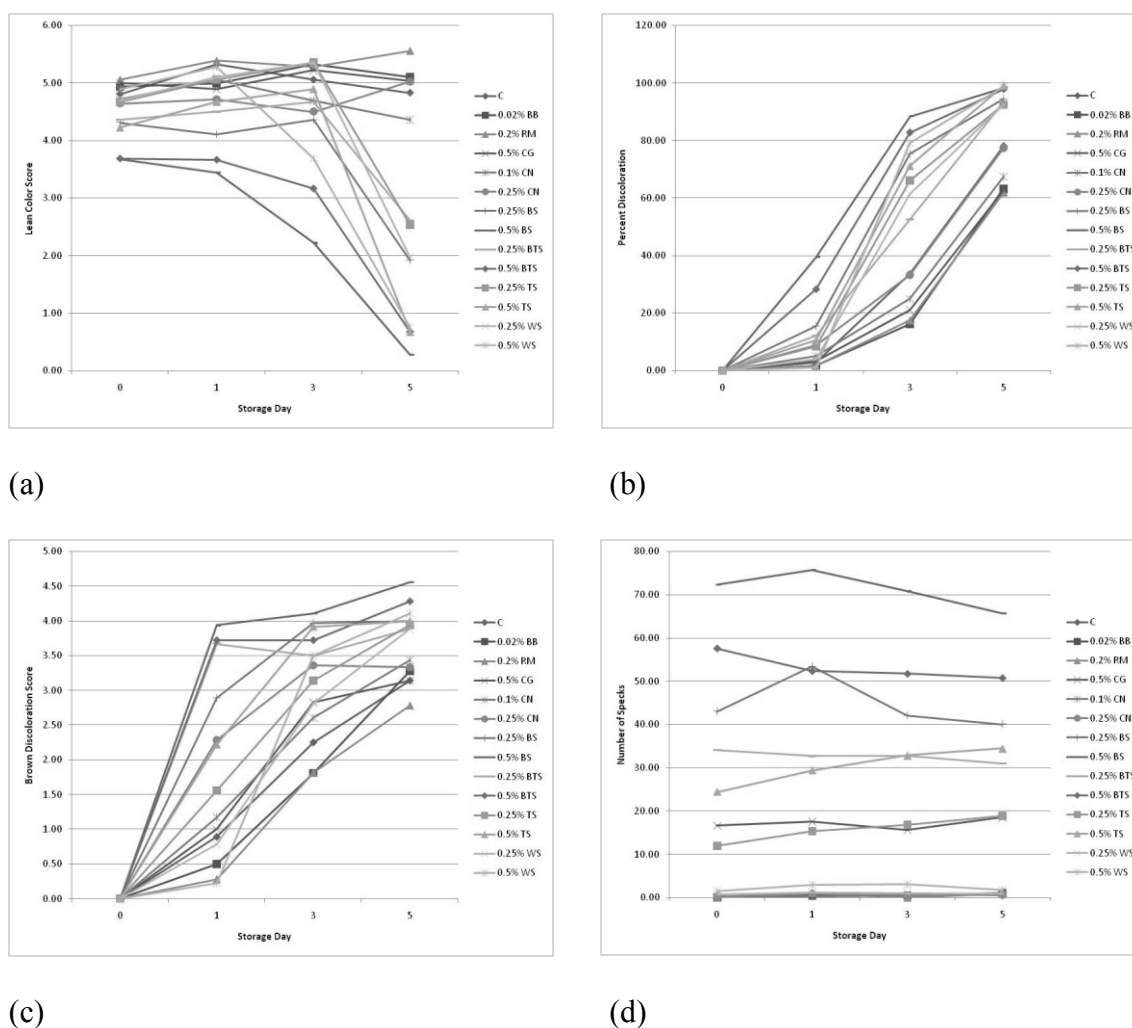 6.00
5.00
4.00
3.00
2.00
1.00
0.00
Lean Color Score
0 1 3 5
Storage Day
C
0.02% BB
0.2% RM
0.5% CG
0.1% CN
0.25% CN
0.25% BS
0.5% BS
0.25% BTS
0.5% BTS
0.25% TS
0.5% TS
0.25% WS
0.5% WS
(a)
120.00
100.00
80.00
60.00
40.00
20.00
0.00
Percent Discoloration
0 1 3 5
Storage Day
C
0.02% BB
0.2% RM
0.5% CG
0.1% CN
0.25% CN
0.25% BS
0.5% BS
0.25% BTS
0.5% BTS
0.25% TS
0.5% TS
0.25% WS
0.5% WS
(b)
5.00
4.50
4.00
3.50
3.00
2.50
2.00
1.50
1.00
0.50
0.00
Brown Discoloration Score
0 1 3 5
Storage Day
C
0.02% BB
0.2% RM
0.5% CG
0.1% CN
0.25% CN
0.25% BS
0.5% BS
0.25% BTS
0.5% BTS
0.25% TS
0.5% TS
0.25% WS
0.5% WS
(c)
80.00
70.00
60.00
50.00
40.00
30.00
20.00
10.00
0.00
Number of Specks
0 1 3 5
Storage Day
C
0.02% BB
0.2% RM
0.5% CG
0.1% CN
0.25% CN
0.25% BS
0.5% BS
0.25% BTS
0.5% BTS
0.25% TS
0.5% TS
0.25% WS
0.5% WS
(d)